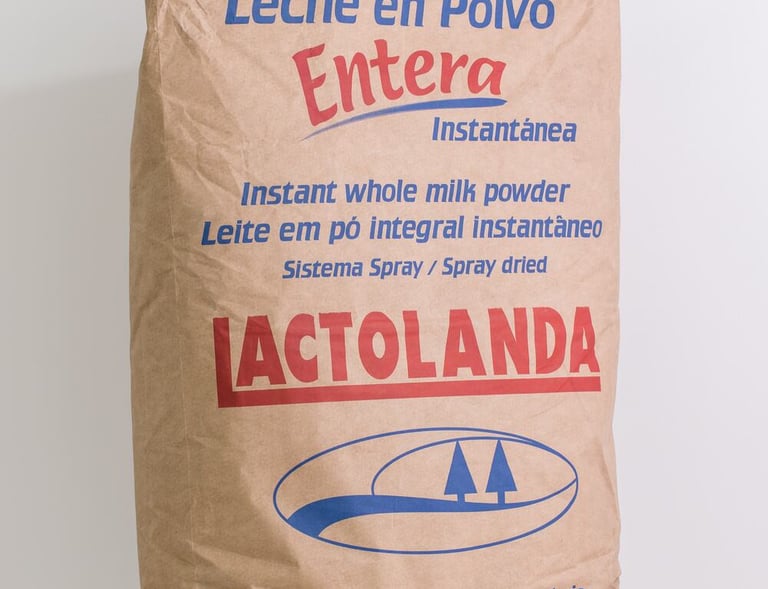 Leche en Polvo
Entera
Instantánea
Instant whole milk powder
Leite em pó integral instantâneo
Sistema Spray / Spray dried
LACTOLANDA